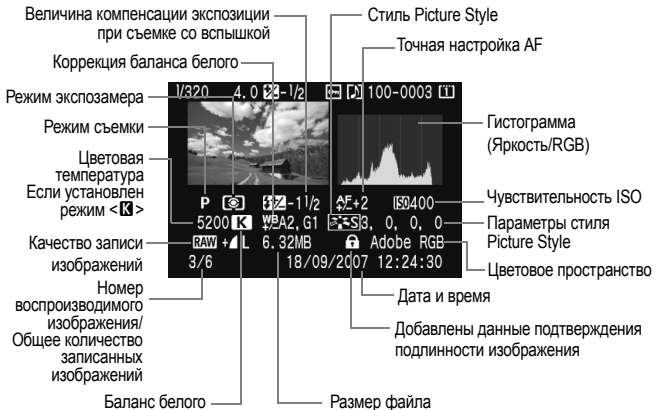 Величина компенсации экспозиции
при съемке со вспышкой
Стиль Picture Style
Точная настройка AF
Коррекция баланса белого
Режим экспозамера
Режим съемки
Цветовая
температура
Если установлен
режим <K>
Качество записи
изображений
Номер
воспроизводимого
изображения/
Общее количество
записанных
изображений
Баланс белого
Размер файла
1/320 4.0 -1/2 100-0003
P -1 1/2 AF+2 ISO400
5200 K WB A2, G1 S 3, 0, 0, 0
RAW + L 6.32MB Adobe RGB
3/6 18/09/2007 12:24:30
Гистограмма
(Яркость/RGB)
Чувствительность ISO
Параметры стиля
Picture Style
Цветовое пространство
Дата и время
Добавлены данные подтверждения
подлинности изображения